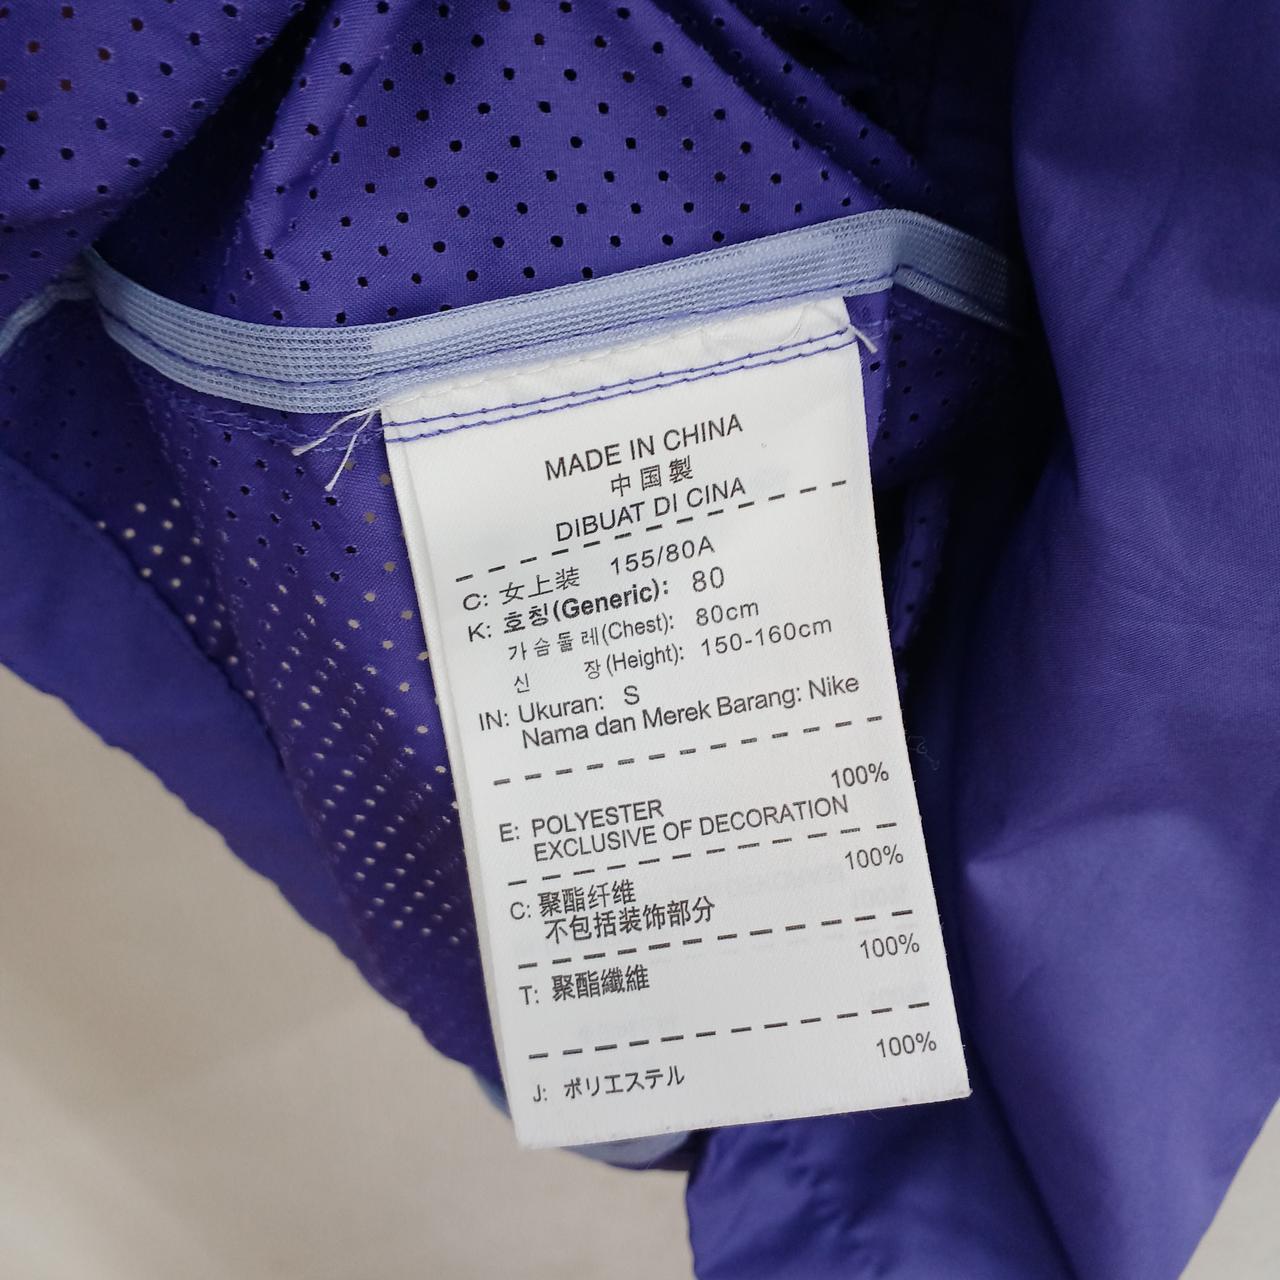 MADE IN CHINA
中国製
DIBUAT DI CINA
C: 女上装 155/80A
K: 호칭(Generic): 80
가슴둘레(Chest): 80cm
신 장(Height): 150-160cm
IN: Ukuran: S
Nama dan Merek Barang: Nike
100%
E: POLYESTER
EXCLUSIVE OF DECORATION
100%
C: 聚酯纤维
不包括装饰部分
100%
T: 聚酯纖維
100%
J: ポリエステル